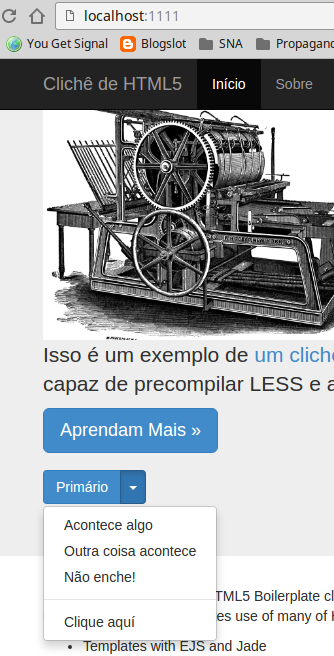 localhost:1111
You Get Signal
Blogslot
SNA
Propagand
Clichê de HTML5
Início
Sobre
Isso é um exemplo de um clich
capaz de precompilar LESS e a
Aprendam Mais »
Primário
Acontece algo
Outra coisa acontece
Não enche!
Clique aquí
TML5 Boilerplate cl
es use of many of H
Templates with EJS and Jade